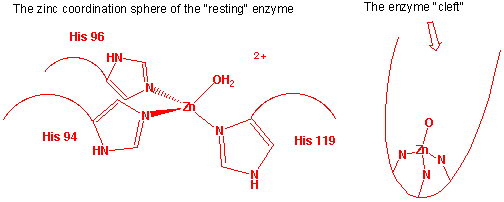 The zinc coordination sphere of the "resting" enzyme
The enzyme "cleft"
His 96
HN
N
OH2
2+
Zn
His 94
N
HN
N
His 119
N
H
O
Zn
N
N
N